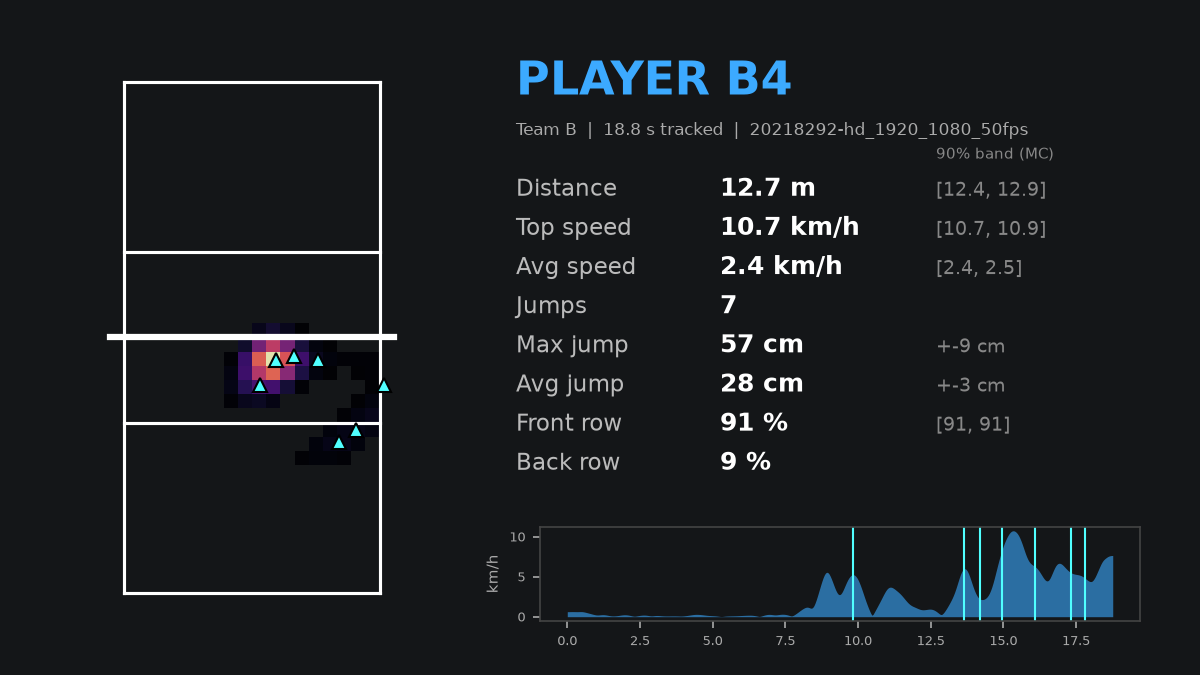 PLAYER B4
Team B | 18.8 s tracked | 20218292-hd_1920_1080_50fps
90% band (MC)
Distance 12.7 m [12.4, 12.9]
Top speed 10.7 km/h [10.7, 10.9]
Avg speed 2.4 km/h [2.4, 2.5]
Jumps 7
Max jump 57 cm +-9 cm
Avg jump 28 cm +-3 cm
Front row 91 % [91, 91]
Back row 9 %
km/h
10
5
0
0.0 2.5 5.0 7.5 10.0 12.5 15.0 17.5